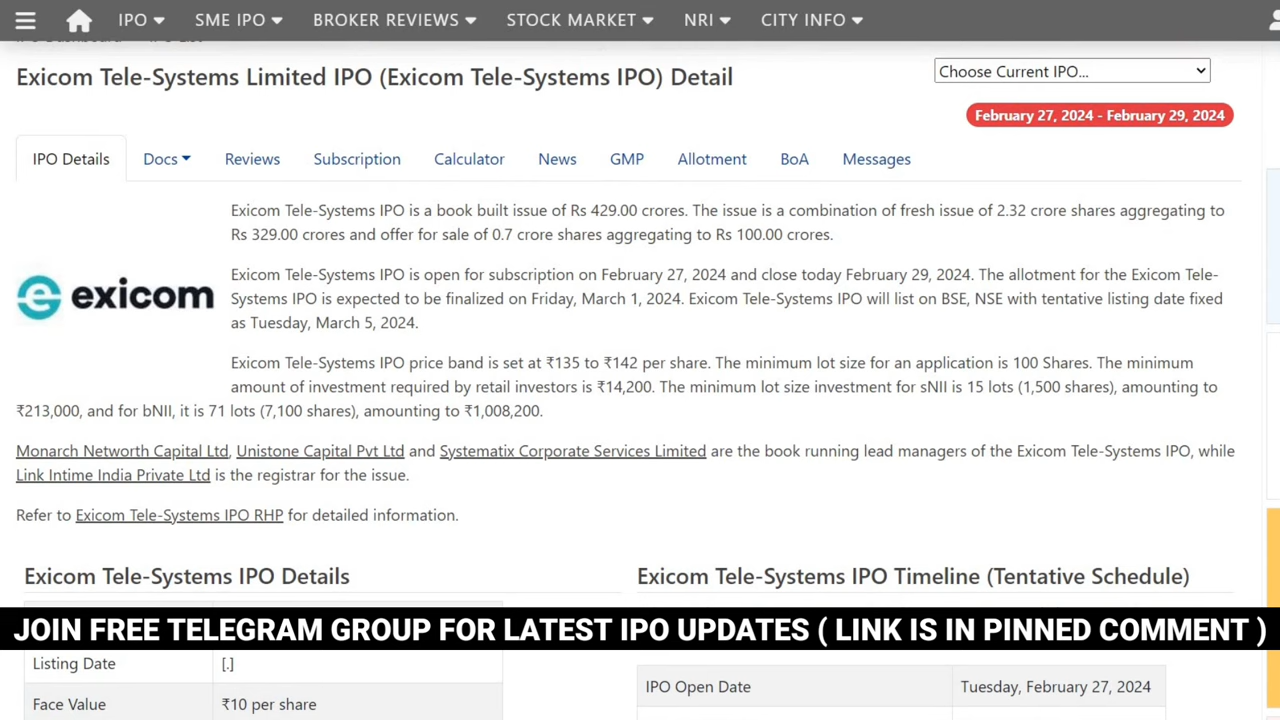 IPO SME IPO BROKER REVIEWS STOCK MARKET NRI CITY INFO
Exicom Tele-Systems Limited IPO (Exicom Tele-Systems IPO) Detail
Choose Current IPO...
February 27, 2024 - February 29, 2024
IPO Details Docs Reviews Subscription Calculator News GMP Allotment BoA Messages
Exicom Tele-Systems IPO is a book built issue of Rs 429.00 crores. The issue is a combination of fresh issue of 2.32 crore shares aggregating to
Rs 329.00 crores and offer for sale of 0.7 crore shares aggregating to Rs 100.00 crores.
exicom
Exicom Tele-Systems IPO is open for subscription on February 27, 2024 and close today February 29, 2024. The allotment for the Exicom Tele-
Systems IPO is expected to be finalized on Friday, March 1, 2024. Exicom Tele-Systems IPO will list on BSE, NSE with tentative listing date fixed
as Tuesday, March 5, 2024.
Exicom Tele-Systems IPO price band is set at ₹135 to ₹142 per share. The minimum lot size for an application is 100 Shares. The minimum
amount of investment required by retail investors is ₹14,200. The minimum lot size investment for sNII is 15 lots (1,500 shares), amounting to
₹213,000, and for bNII, it is 71 lots (7,100 shares), amounting to ₹1,008,200.
Monarch Networth Capital Ltd, Unistone Capital Pvt Ltd and Systematix Corporate Services Limited are the book running lead managers of the Exicom Tele-Systems IPO, while
Link Intime India Private Ltd is the registrar for the issue.
Refer to Exicom Tele-Systems IPO RHP for detailed information.
Exicom Tele-Systems IPO Details
Exicom Tele-Systems IPO Timeline (Tentative Schedule)
JOIN FREE TELEGRAM GROUP FOR LATEST IPO UPDATES ( LINK IS IN PINNED COMMENT )
Listing Date [.]
IPO Open Date Tuesday, February 27, 2024
Face Value ₹10 per share